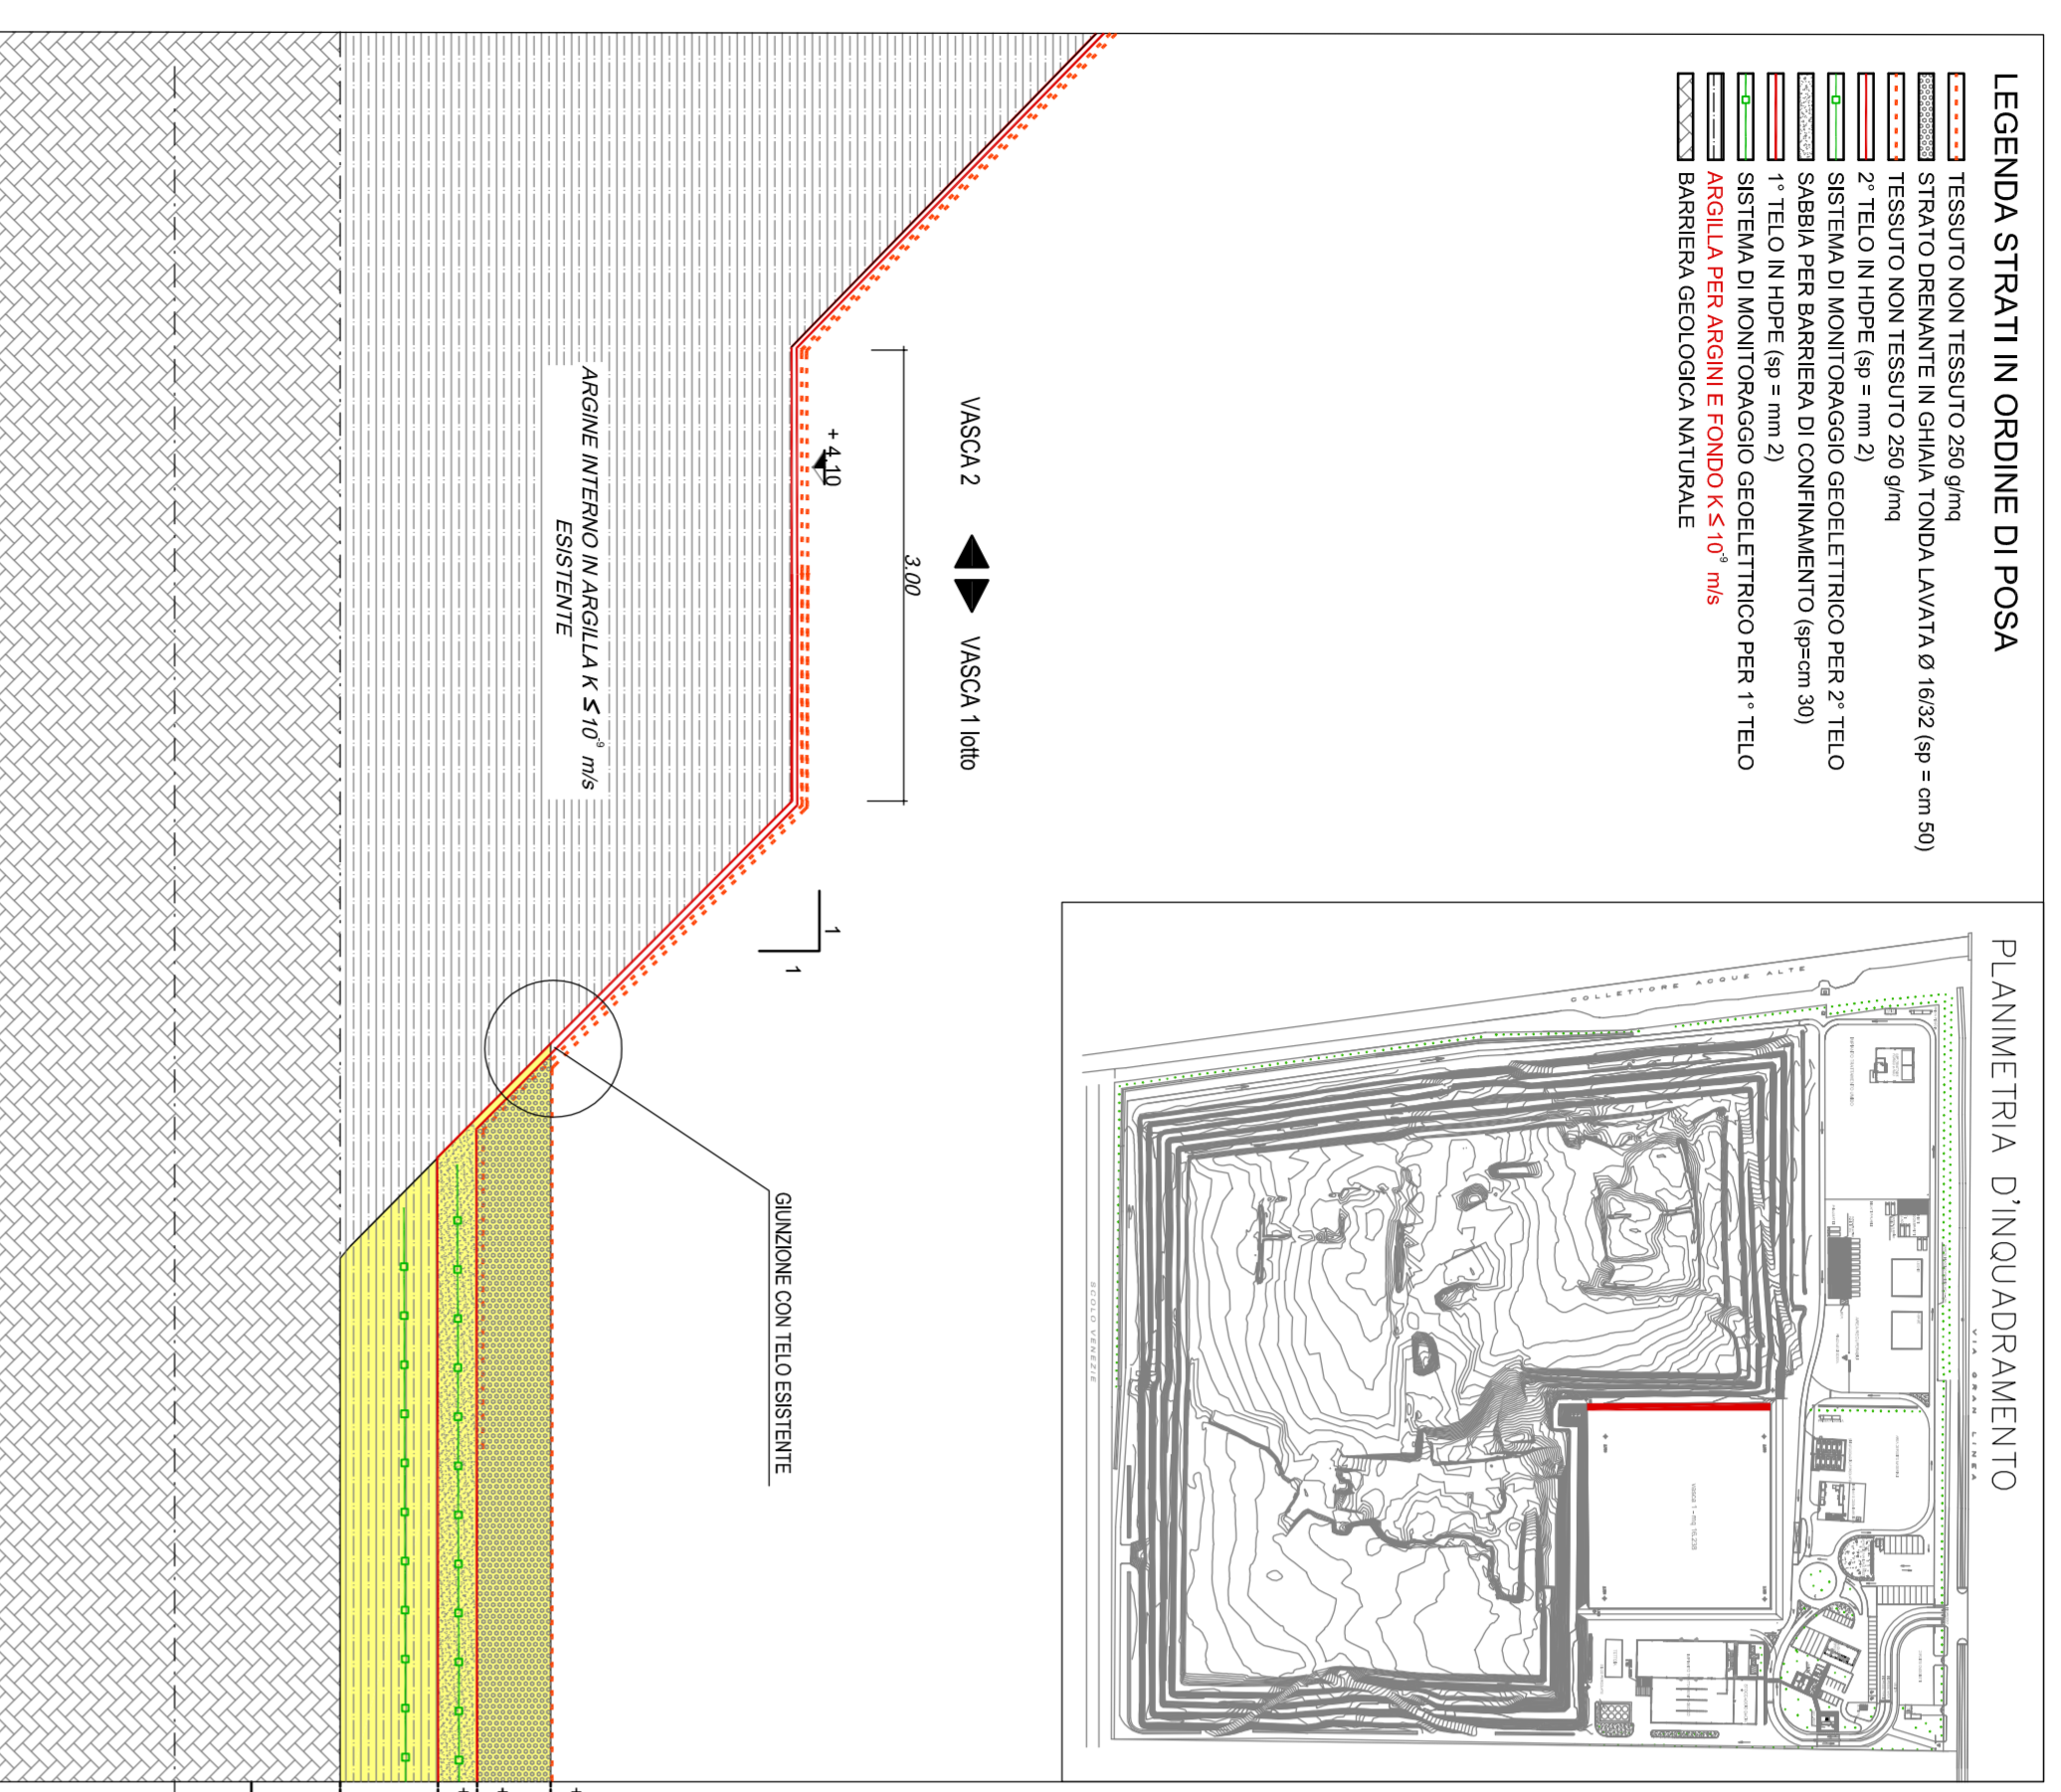 LEGENDA STRATI IN ORDINE DI POSA
TESSUTO NON TESSUTO 250 g/mq
STRATO DRENANTE IN GHIAIA TONDA LAVATA Ø 16/32 (sp = cm 50)
TESSUTO NON TESSUTO 250 g/mq
2° TELO IN HDPE (sp = mm 2)
SISTEMA DI MONITORAGGIO GEOELETTRICO PER 2° TELO
SABBIA PER BARRIERA DI CONFINAMENTO (sp=cm 30)
1° TELO IN HDPE (sp = mm 2)
SISTEMA DI MONITORAGGIO GEOELETTRICO PER 1° TELO
ARGILLA PER ARGINI E FONDO K ≤ 10⁻⁹ m/s
BARRIERA GEOLOGICA NATURALE
PLANIMETRIA D'INQUADRAMENTO
VIA GRAN LINEA
COLLETTORE ACQUE ALTE
SCOLO VENEZIE
VASCA 2
VASCA 1 lotto
3.00
+ 4.10
1
1
ARGINE INTERNO IN ARGILLA K ≤ 10⁻⁹ m/s
ESISTENTE
GIUNZIONE CON TELO ESISTENTE